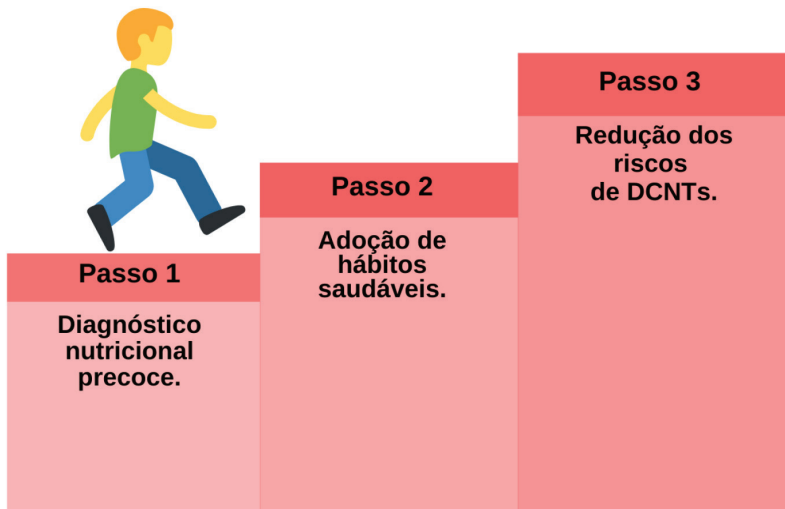 Passo 1
Diagnóstico
nutricional
precoce.
Passo 2
Adoção de
hábitos
saudáveis.
Passo 3
Redução dos
riscos
de DCNTs.